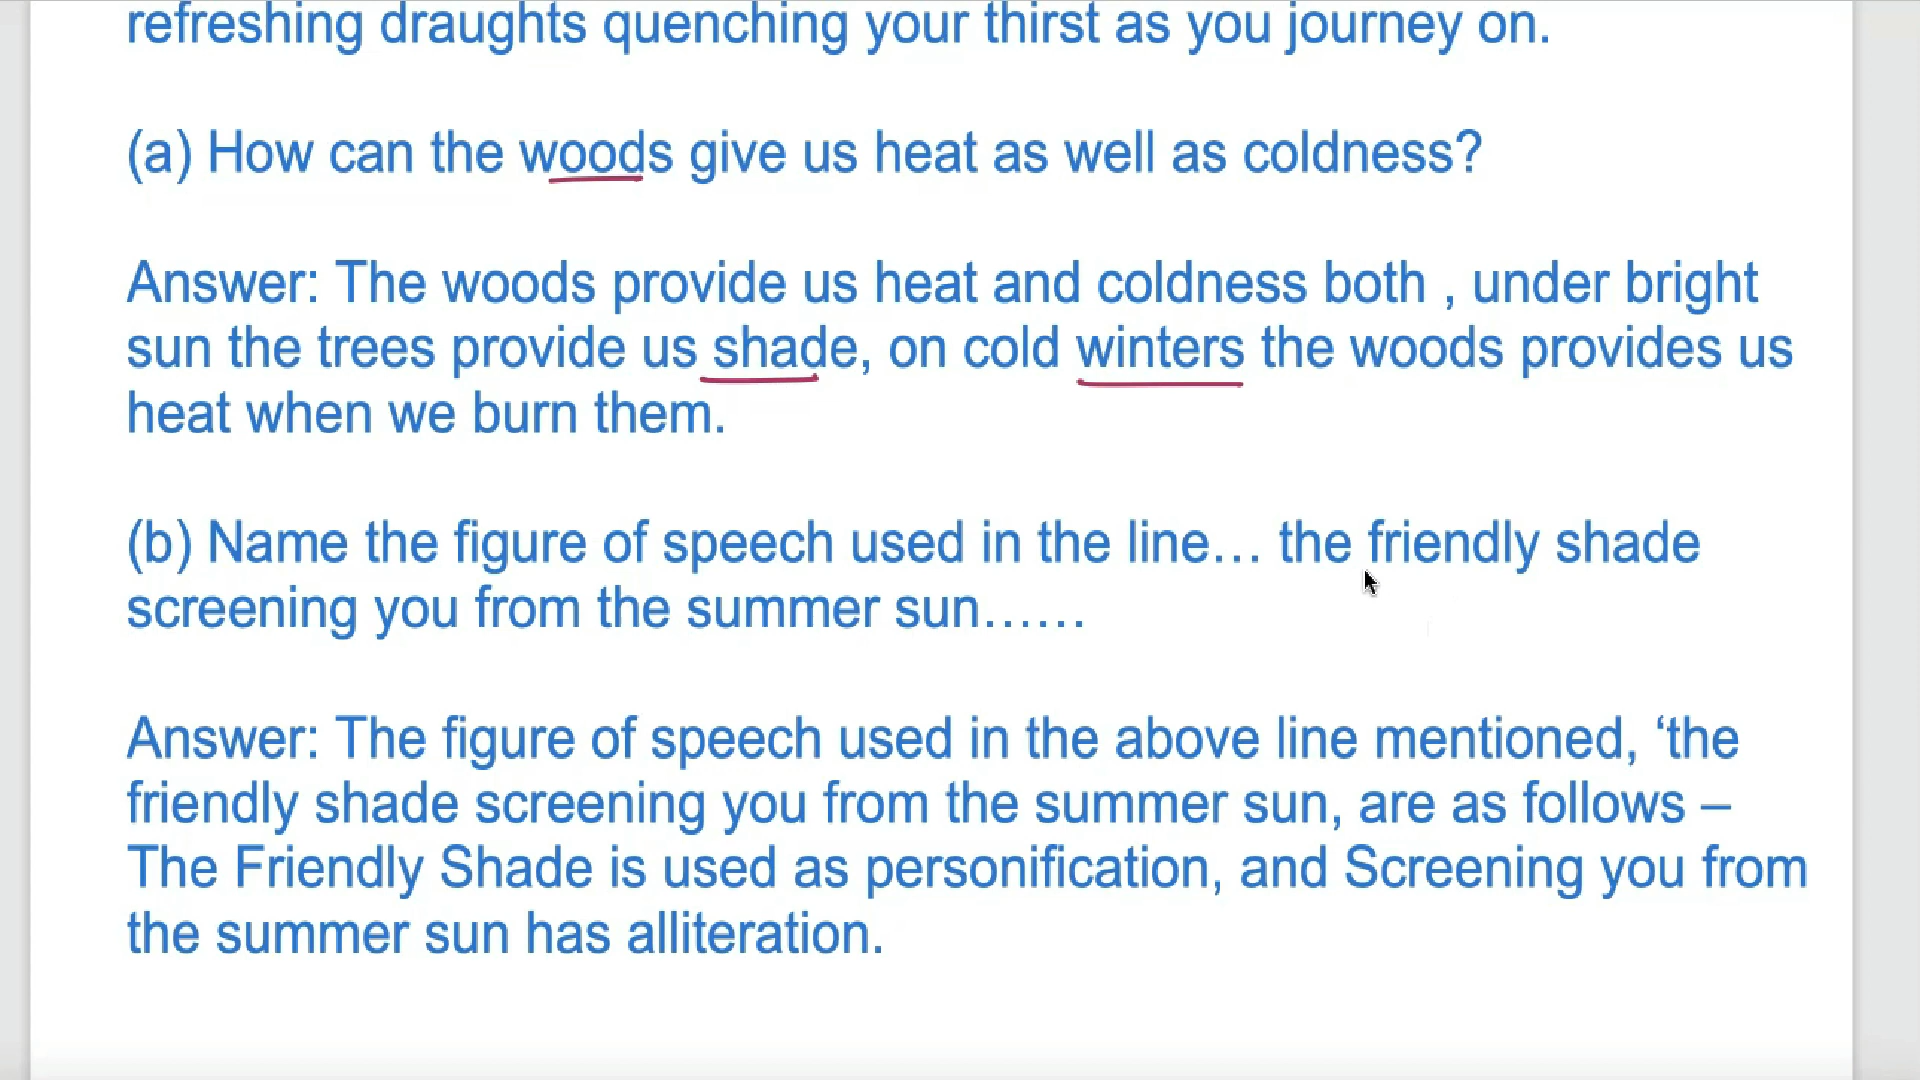 refreshing draughts quenching your thirst as you journey on.
(a) How can the woods give us heat as well as coldness?
Answer: The woods provide us heat and coldness both , under bright
sun the trees provide us shade, on cold winters the woods provides us
heat when we burn them.
(b) Name the figure of speech used in the line… the friendly shade
screening you from the summer sun……
Answer: The figure of speech used in the above line mentioned, ‘the
friendly shade screening you from the summer sun, are as follows –
The Friendly Shade is used as personification, and Screening you from
the summer sun has alliteration.